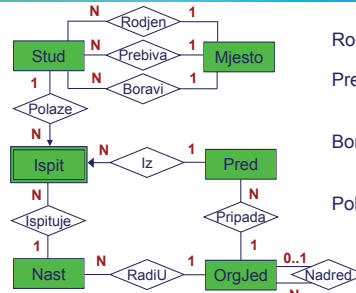 N Rodjen 1
Stud N Prebiva 1 Mjesto
N Boravi 1
1
Polaze
N
Ispit N Iz 1 Pred
N N
Ispituje Pripada
1 1
Nast N RadiU 1 OrgJed 0..1 Nadred
N
Ro
Pre
Bor
Pol